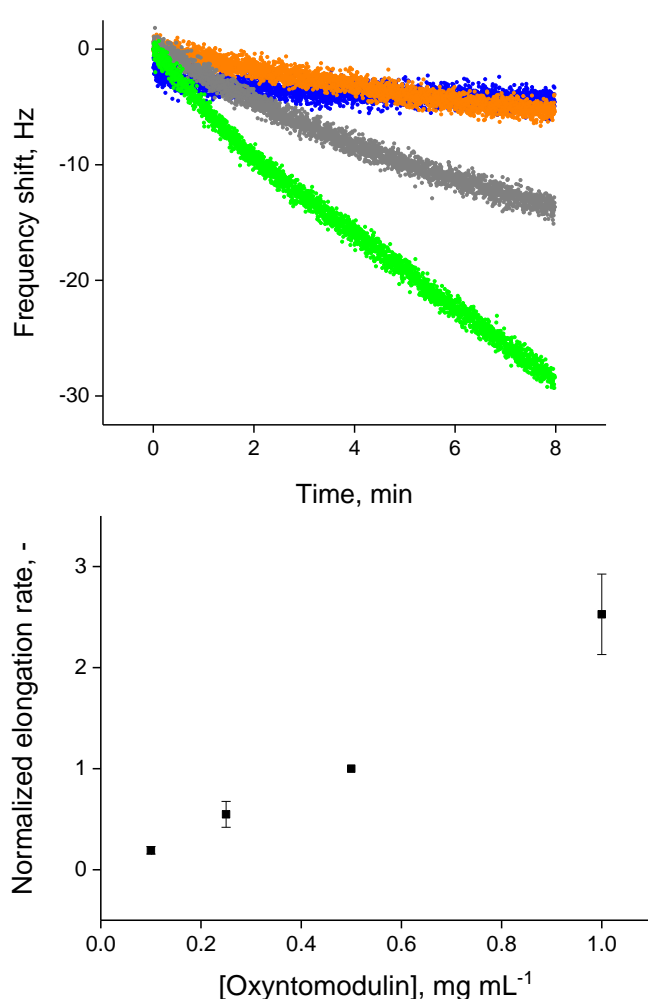 0
-10
-20
-30
Frequency shift, Hz
0 2 4 6 8
Time, min
3
2
1
0
Normalized elongation rate, -
0.0 0.2 0.4 0.6 0.8 1.0
[Oxyntomodulin], mg mL⁻¹